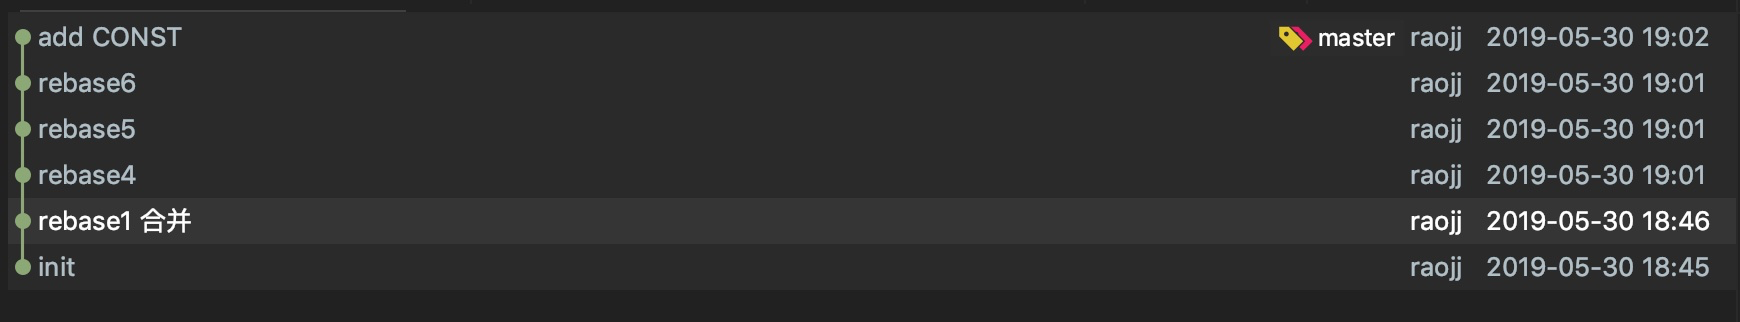 add CONST master raojj 2019-05-30 19:02
rebase6 raojj 2019-05-30 19:01
rebase5 raojj 2019-05-30 19:01
rebase4 raojj 2019-05-30 19:01
rebase1 合并 raojj 2019-05-30 18:46
init raojj 2019-05-30 18:45